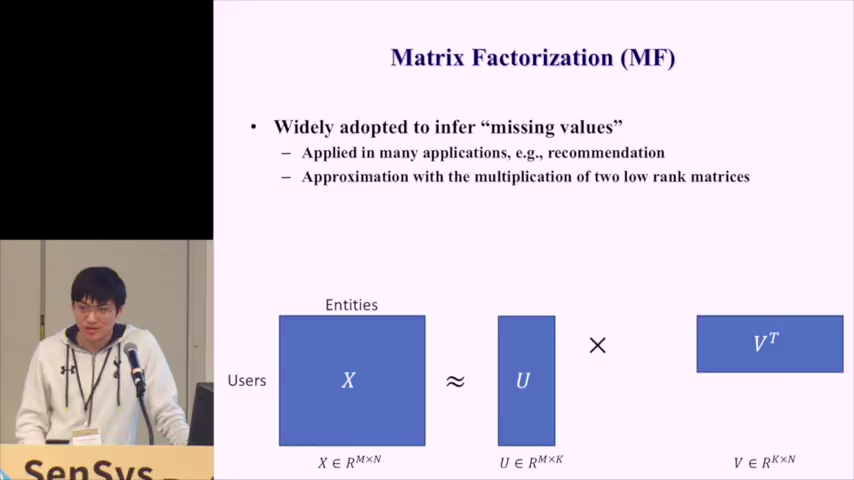 Matrix Factorization (MF)
• Widely adopted to infer “missing values”
– Applied in many applications, e.g., recommendation
– Approximation with the multiplication of two low rank matrices
Entities
Users
X ≈ U × V^T
X ∈ R^{M×N} U ∈ R^{M×K} V ∈ R^{K×N}
SenSys